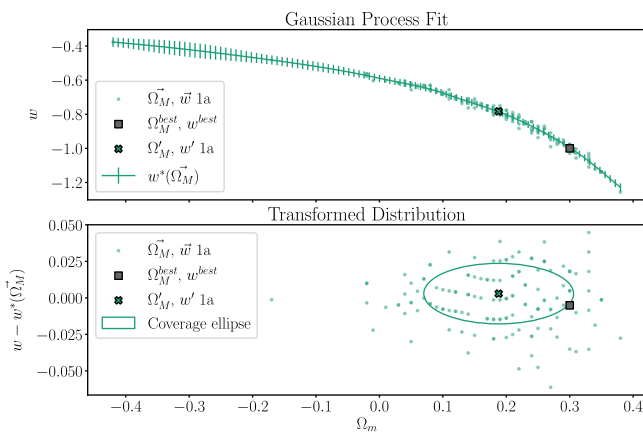 Gaussian Process Fit
−0.4
−0.6
−0.8
−1.0
−1.2
w
Ω⃗_M, w⃗ 1a
Ω_M^{best}, w^{best}
Ω′_M, w′ 1a
w*(Ω⃗_M)
Transformed Distribution
0.050
0.025
0.000
−0.025
−0.050
w − w*(Ω⃗_M)
Ω⃗_M, w⃗ 1a
Ω_M^{best}, w^{best}
Ω′_M, w′ 1a
Coverage ellipse
−0.4 −0.3 −0.2 −0.1 0.0 0.1 0.2 0.3 0.4
Ω_m